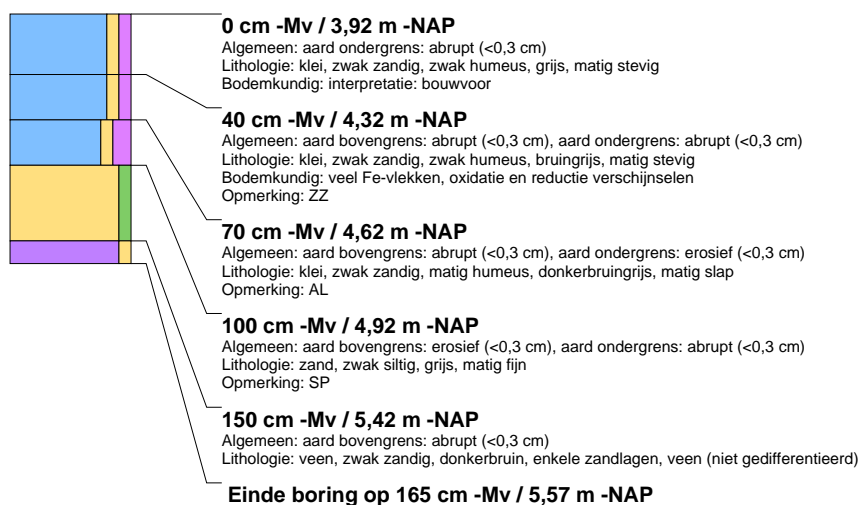 0 cm -Mv / 3,92 m -NAP
Algemeen: aard ondergrens: abrupt (<0,3 cm)
Lithologie: klei, zwak zandig, zwak humeus, grijs, matig stevig
Bodemkundig: interpretatie: bouwvoor
40 cm -Mv / 4,32 m -NAP
Algemeen: aard bovengrens: abrupt (<0,3 cm), aard ondergrens: abrupt (<0,3 cm)
Lithologie: klei, zwak zandig, zwak humeus, bruingrijs, matig stevig
Bodemkundig: veel Fe-vlekken, oxidatie en reductie verschijnselen
Opmerking: ZZ
70 cm -Mv / 4,62 m -NAP
Algemeen: aard bovengrens: abrupt (<0,3 cm), aard ondergrens: erosief (<0,3 cm)
Lithologie: klei, zwak zandig, matig humeus, donkerbruingrijs, matig slap
Opmerking: AL
100 cm -Mv / 4,92 m -NAP
Algemeen: aard bovengrens: erosief (<0,3 cm), aard ondergrens: abrupt (<0,3 cm)
Lithologie: zand, zwak siltig, grijs, matig fijn
Opmerking: SP
150 cm -Mv / 5,42 m -NAP
Algemeen: aard bovengrens: abrupt (<0,3 cm)
Lithologie: veen, zwak zandig, donkerbruin, enkele zandlagen, veen (niet gedifferentieerd)
Einde boring op 165 cm -Mv / 5,57 m -NAP